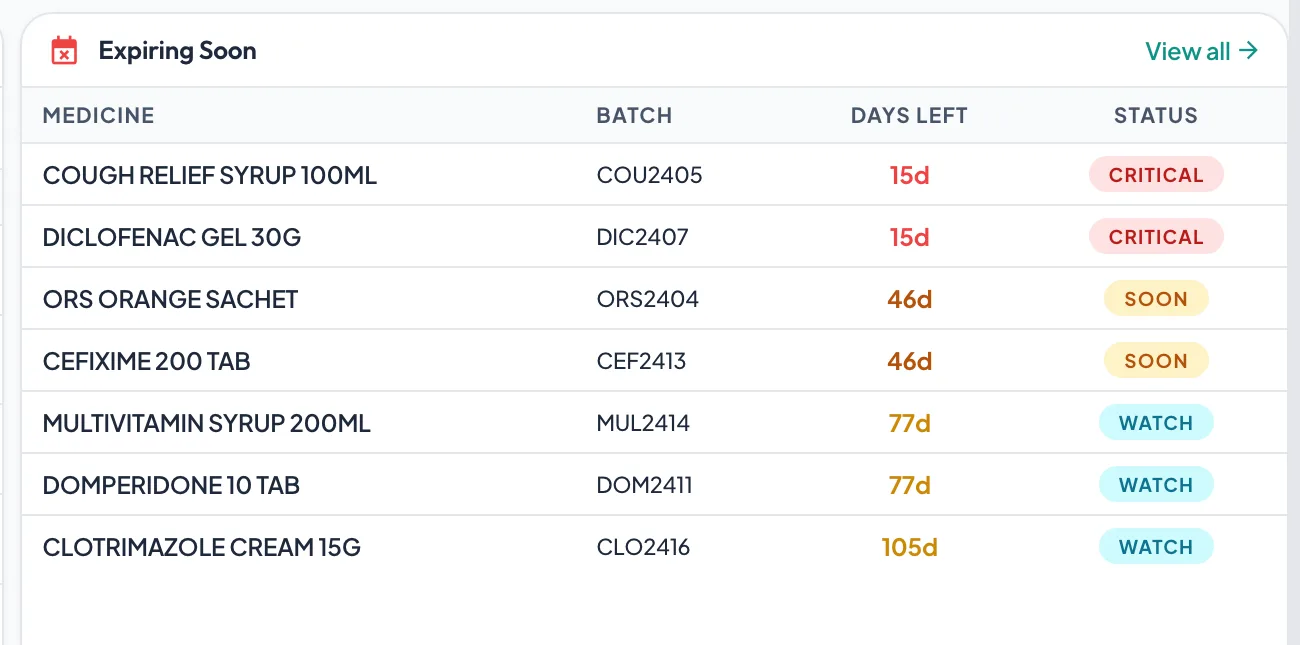 Expiring Soon View all →
MEDICINE BATCH DAYS LEFT STATUS
COUGH RELIEF SYRUP 100ML COU2405 15d CRITICAL
DICLOFENAC GEL 30G DIC2407 15d CRITICAL
ORS ORANGE SACHET ORS2404 46d SOON
CEFIXIME 200 TAB CEF2413 46d SOON
MULTIVITAMIN SYRUP 200ML MUL2414 77d WATCH
DOMPERIDONE 10 TAB DOM2411 77d WATCH
CLOTRIMAZOLE CREAM 15G CLO2416 105d WATCH